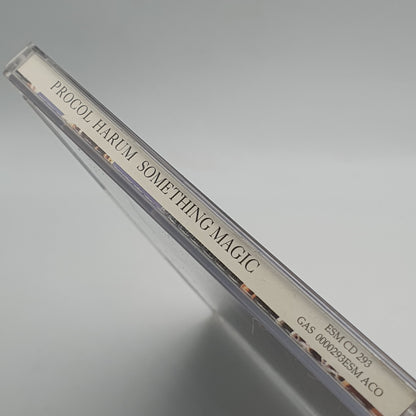 PROCOL HARUM SOMETHING MAGIC
ESM CD 293
GAS 0000293ESM ACO